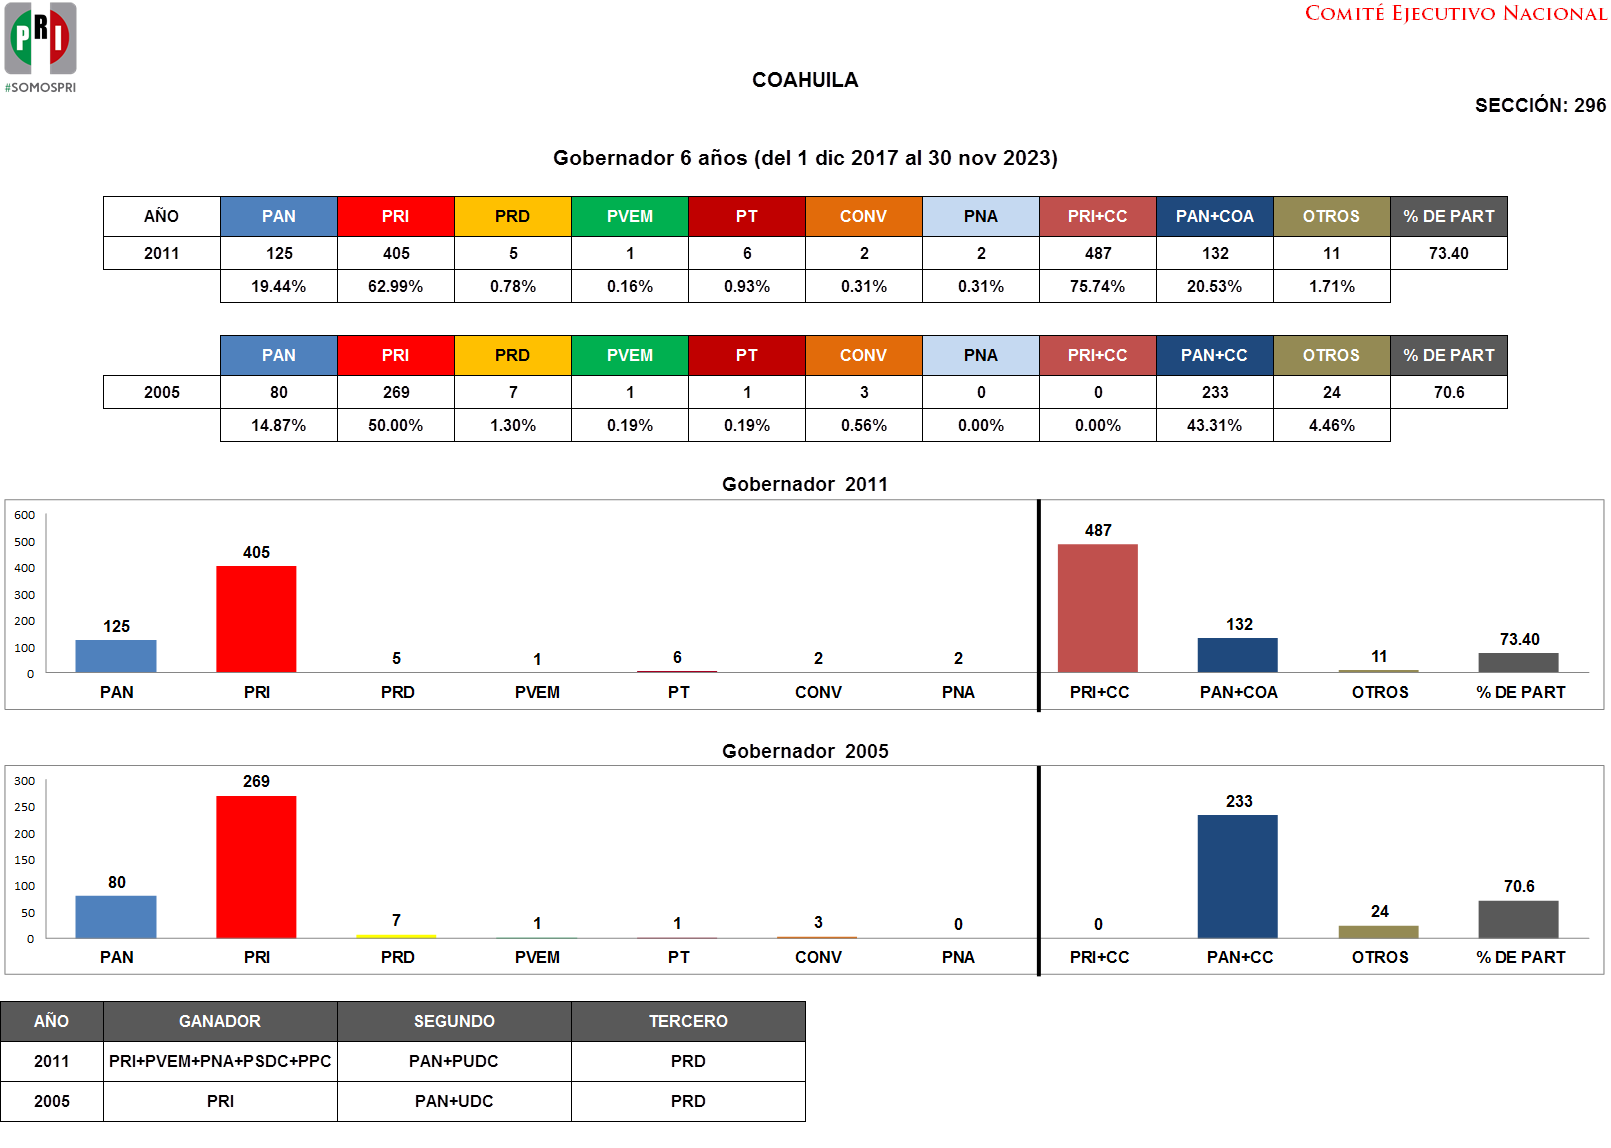 PRI
#SOMOSPRI
COMITÉ EJECUTIVO NACIONAL
COAHUILA
SECCIÓN: 296
Gobernador 6 años (del 1 dic 2017 al 30 nov 2023)
AÑO PAN PRI PRD PVEM PT CONV PNA PRI+CC PAN+COA OTROS % DE PART
2011 125 405 5 1 6 2 2 487 132 11 73.40
19.44% 62.99% 0.78% 0.16% 0.93% 0.31% 0.31% 75.74% 20.53% 1.71%
PAN PRI PRD PVEM PT CONV PNA PRI+CC PAN+CC OTROS % DE PART
2005 80 269 7 1 1 3 0 0 233 24 70.6
14.87% 50.00% 1.30% 0.19% 0.19% 0.56% 0.00% 0.00% 43.31% 4.46%
Gobernador 2011
600
500
400
300
200
100
0
125 405 5 1 6 2 2 487 132 11 73.40
PAN PRI PRD PVEM PT CONV PNA PRI+CC PAN+COA OTROS % DE PART
Gobernador 2005
300
250
200
150
100
50
0
80 269 7 1 1 3 0 0 233 24 70.6
PAN PRI PRD PVEM PT CONV PNA PRI+CC PAN+CC OTROS % DE PART
AÑO GANADOR SEGUNDO TERCERO
2011 PRI+PVEM+PNA+PSDC+PPC PAN+PUDC PRD
2005 PRI PAN+UDC PRD